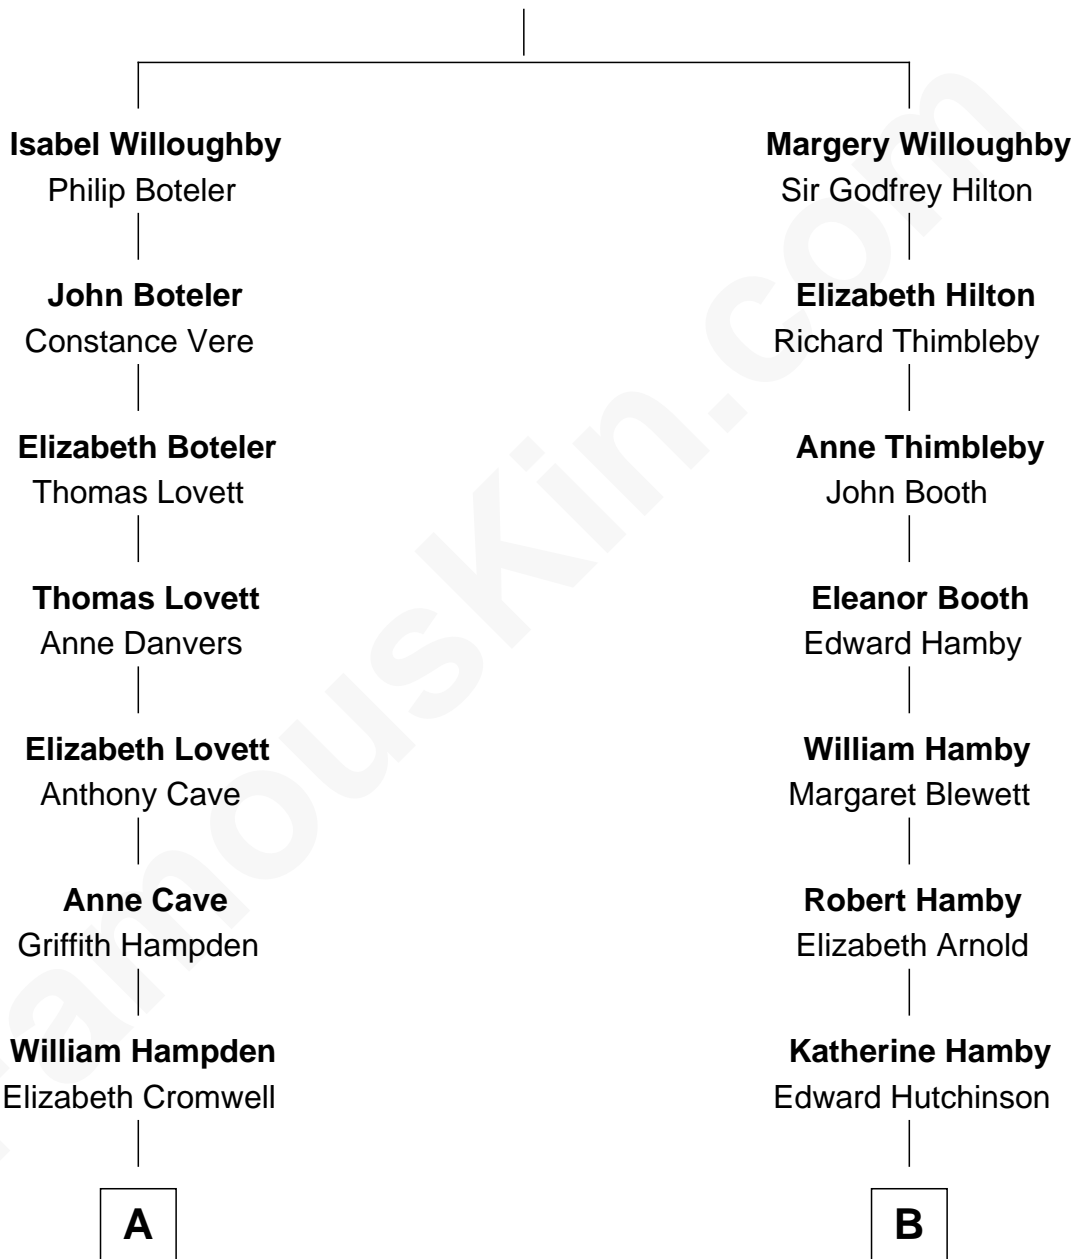 Isabel Willoughby
Philip Boteler
Margery Willoughby
Sir Godfrey Hilton
John Boteler
Constance Vere
Elizabeth Hilton
Richard Thimbleby
Elizabeth Boteler
Thomas Lovett
Anne Thimbleby
John Booth
Thomas Lovett
Anne Danvers
Eleanor Booth
Edward Hamby
Elizabeth Lovett
Anthony Cave
William Hamby
Margaret Blewett
Anne Cave
Griffith Hampden
Robert Hamby
Elizabeth Arnold
William Hampden
Elizabeth Cromwell
Katherine Hamby
Edward Hutchinson
A
B
FamousKin.com